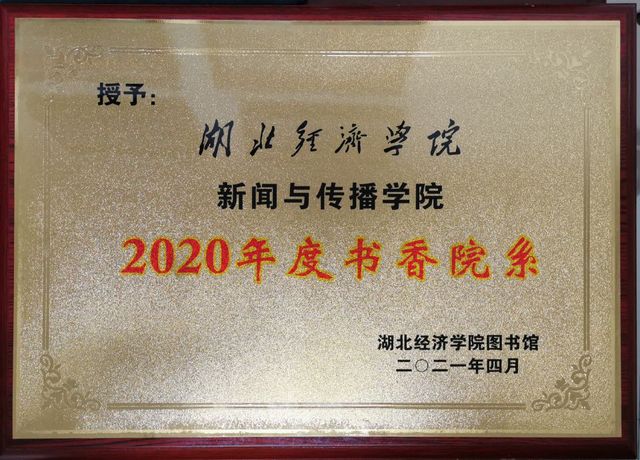 授予：
湖北经濟学院
新闻与传播学院
2020年度书香院系
湖北经济学院图书馆
二〇二一年四月